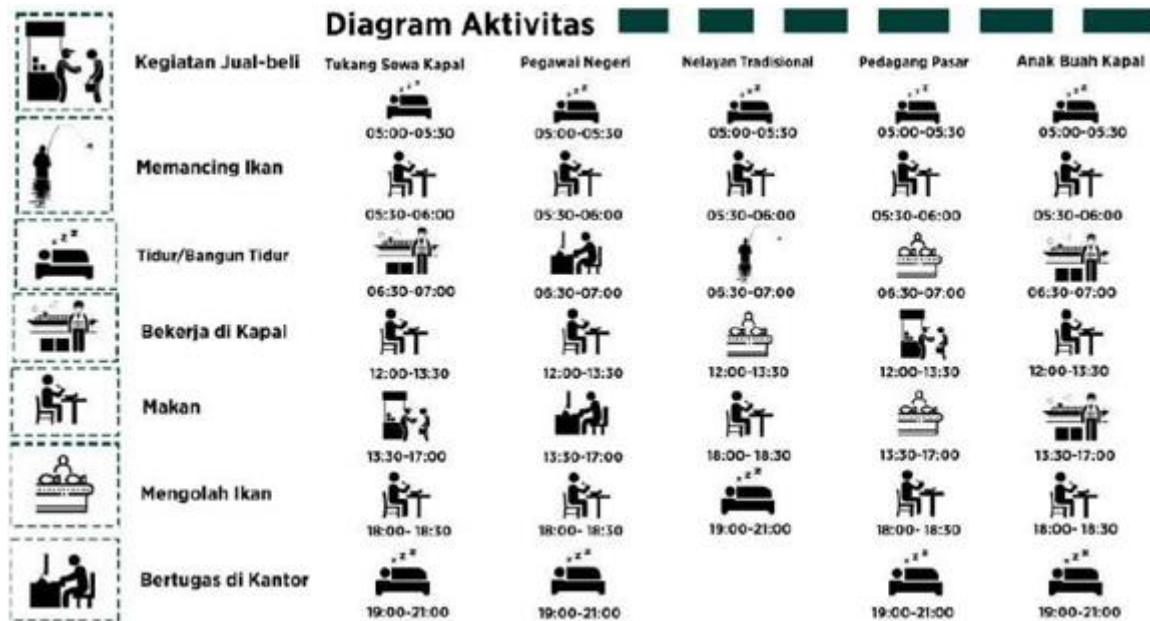 Diagram Aktivitas
Kegiatan Jual-beli
Memancing Ikan
Tidur/Bangun Tidur
Bekerja di Kapal
Makan
Mengolah Ikan
Bertugas di Kantor
Tukang Sewa Kapal Pegawai Negeri Nelayan Tradisional Pedagang Pasar Anak Buah Kapal
05:00-05:30 05:00-05:30 05:00-05:30 05:00-05:30 05:00-05:30
05:30-06:00 05:30-06:00 05:30-06:00 05:30-06:00 05:30-06:00
06:30-07:00 06:30-07:00 06:30-07:00 06:30-07:00 06:30-07:00
12:00-13:30 12:00-13:30 12:00-13:30 12:00-13:30 12:00-13:30
13:30-17:00 13:30-17:00 18:00-18:30 13:30-17:00 13:30-17:00
18:00-18:30 18:00-18:30 19:00-21:00 18:00-18:30 18:00-18:30
19:00-21:00 19:00-21:00 19:00-21:00 19:00-21:00